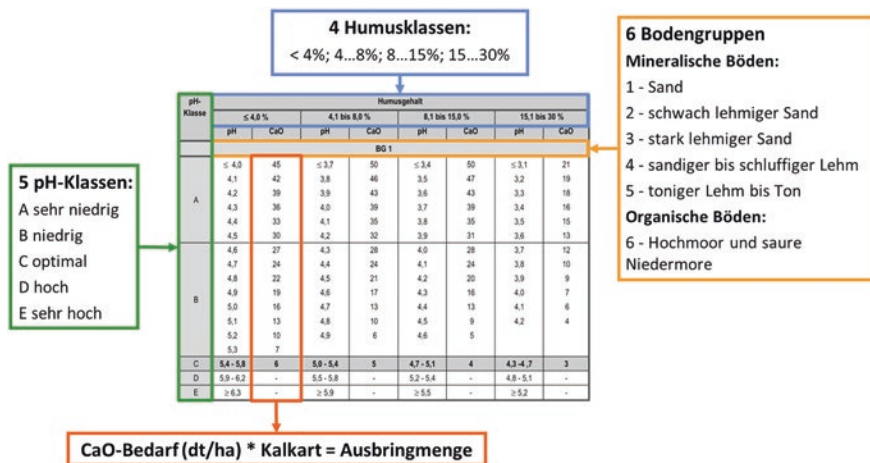 4 Humusklassen:
< 4%; 4…8%; 8…15%; 15…30%
6 Bodengruppen
Mineralische Böden:
1 - Sand
2 - schwach lehmiger Sand
3 - stark lehmiger Sand
4 - sandiger bis schluffiger Lehm
5 - toniger Lehm bis Ton
Organische Böden:
6 - Hochmoor und saure
Niedermore
5 pH-Klassen:
A sehr niedrig
B niedrig
C optimal
D hoch
E sehr hoch
pH-Klasse Humusgehalt
≤ 4,0 % 4,1 bis 8,0 % 8,1 bis 15,0 % 15,1 bis 30 %
pH CaO pH CaO pH CaO pH CaO
BG 1
≤ 4,0 45 ≤ 3,7 50 ≤ 3,4 50 ≤ 3,1 21
4,1 42 3,8 46 3,5 47 3,2 19
4,2 39 3,9 43 3,6 43 3,3 18
A 4,3 36 4,0 39 3,7 39 3,4 16
4,4 33 4,1 35 3,8 35 3,5 15
4,5 30 4,2 32 3,9 31 3,6 13
4,6 27 4,3 28 4,0 28 3,7 12
4,7 24 4,4 24 4,1 24 3,8 10
4,8 22 4,5 21 4,2 20 3,9 9
B 4,9 19 4,6 17 4,3 16 4,0 7
5,0 16 4,7 13 4,4 13 4,1 6
5,1 13 4,8 10 4,5 9 4,2 4
5,2 10 4,9 6 4,6 5
5,3 7
C 5,4 - 5,8 6 5,0 - 5,4 5 4,7 - 5,1 4 4,3 -4 ,7 3
D 5,9 - 6,2 - 5,5 - 5,8 - 5,2 - 5,4 - 4,8 - 5,1 -
E ≥ 6,3 - ≥ 5,9 - ≥ 5,5 - ≥ 5,2 -
CaO-Bedarf (dt/ha) * Kalkart = Ausbringmenge